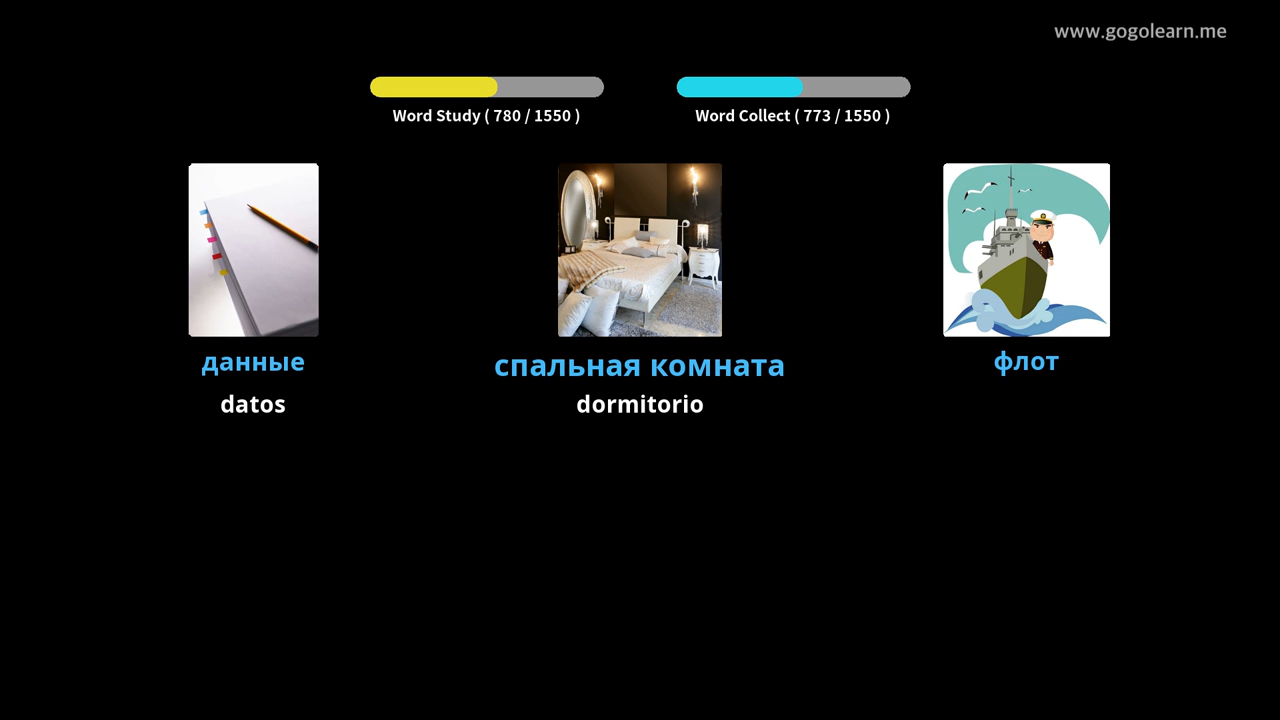 www.gogolearn.me
Word Study ( 780 / 1550 )
Word Collect ( 773 / 1550 )
данные
спальная комната
флот
datos
dormitorio